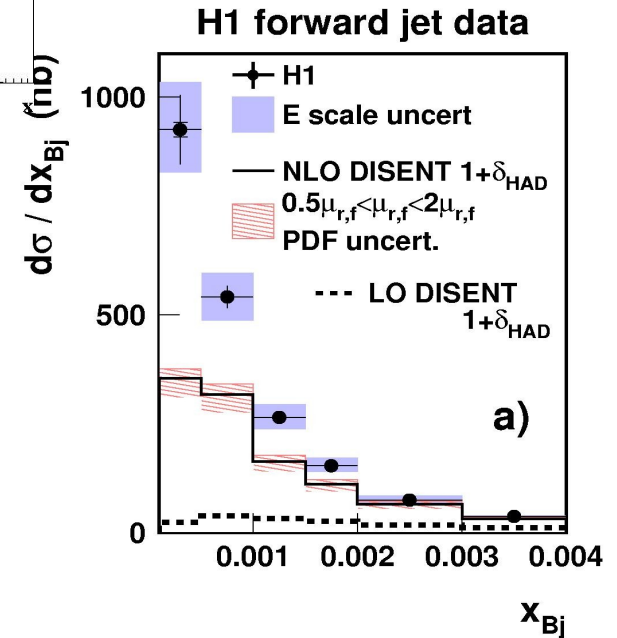 H1 forward jet data
dσ / dx_Bj (nb)
1000
500
0
H1
E scale uncert
NLO DISENT 1+δ_HAD
0.5μ_r,f<μ_r,f<2μ_r,f
PDF uncert.
LO DISENT
1+δ_HAD
a)
0.001 0.002 0.003 0.004
x_Bj